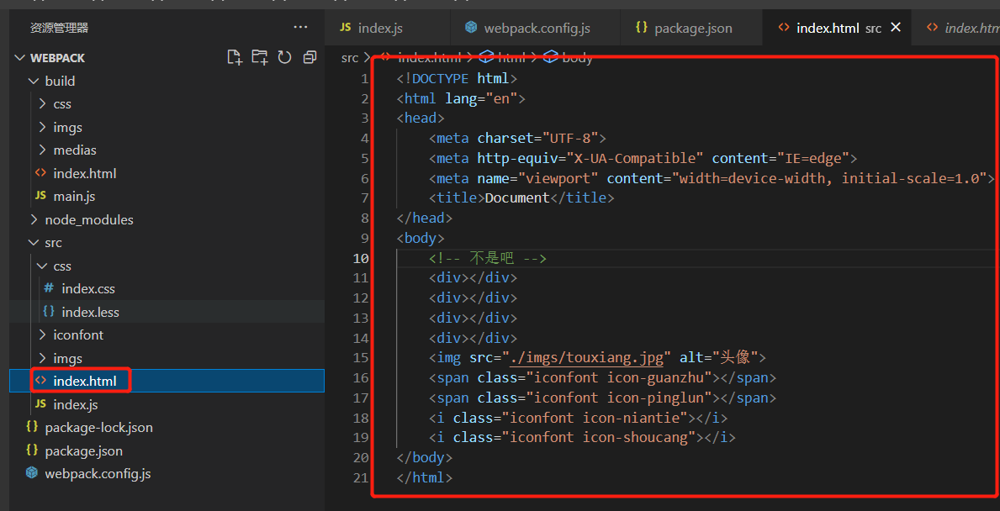 资源管理器 ···
WEBPACK
build
css
imgs
medias
index.html
JS main.js
node_modules
src
css
# index.css
{} index.less
iconfont
imgs
index.html
JS index.js
{} package-lock.json
{} package.json
webpack.config.js
JS index.js webpack.config.js {} package.json <> index.html src × <> index.htm
src > <> index.html > html > body
1 <!DOCTYPE html>
2 <html lang="en">
3 <head>
4 <meta charset="UTF-8">
5 <meta http-equiv="X-UA-Compatible" content="IE=edge">
6 <meta name="viewport" content="width=device-width, initial-scale=1.0">
7 <title>Document</title>
8 </head>
9 <body>
10 <!-- 不是吧 -->
11 <div></div>
12 <div></div>
13 <div></div>
14 <div></div>
15 <img src="./imgs/touxiang.jpg" alt="头像">
16 <span class="iconfont icon-guanzhu"></span>
17 <span class="iconfont icon-pinglun"></span>
18 <i class="iconfont icon-niantie"></i>
19 <i class="iconfont icon-shoucang"></i>
20 </body>
21 </html>